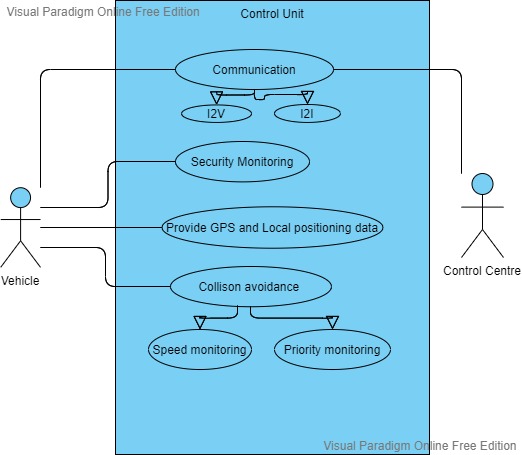 Visual Paradigm Online Free Edition
Control Unit
Communication
I2V
I2I
Security Monitoring
Provide GPS and Local positioning data
Vehicle
Control Centre
Collison avoidance
Speed monitoring
Priority monitoring
Visual Paradigm Online Free Edition